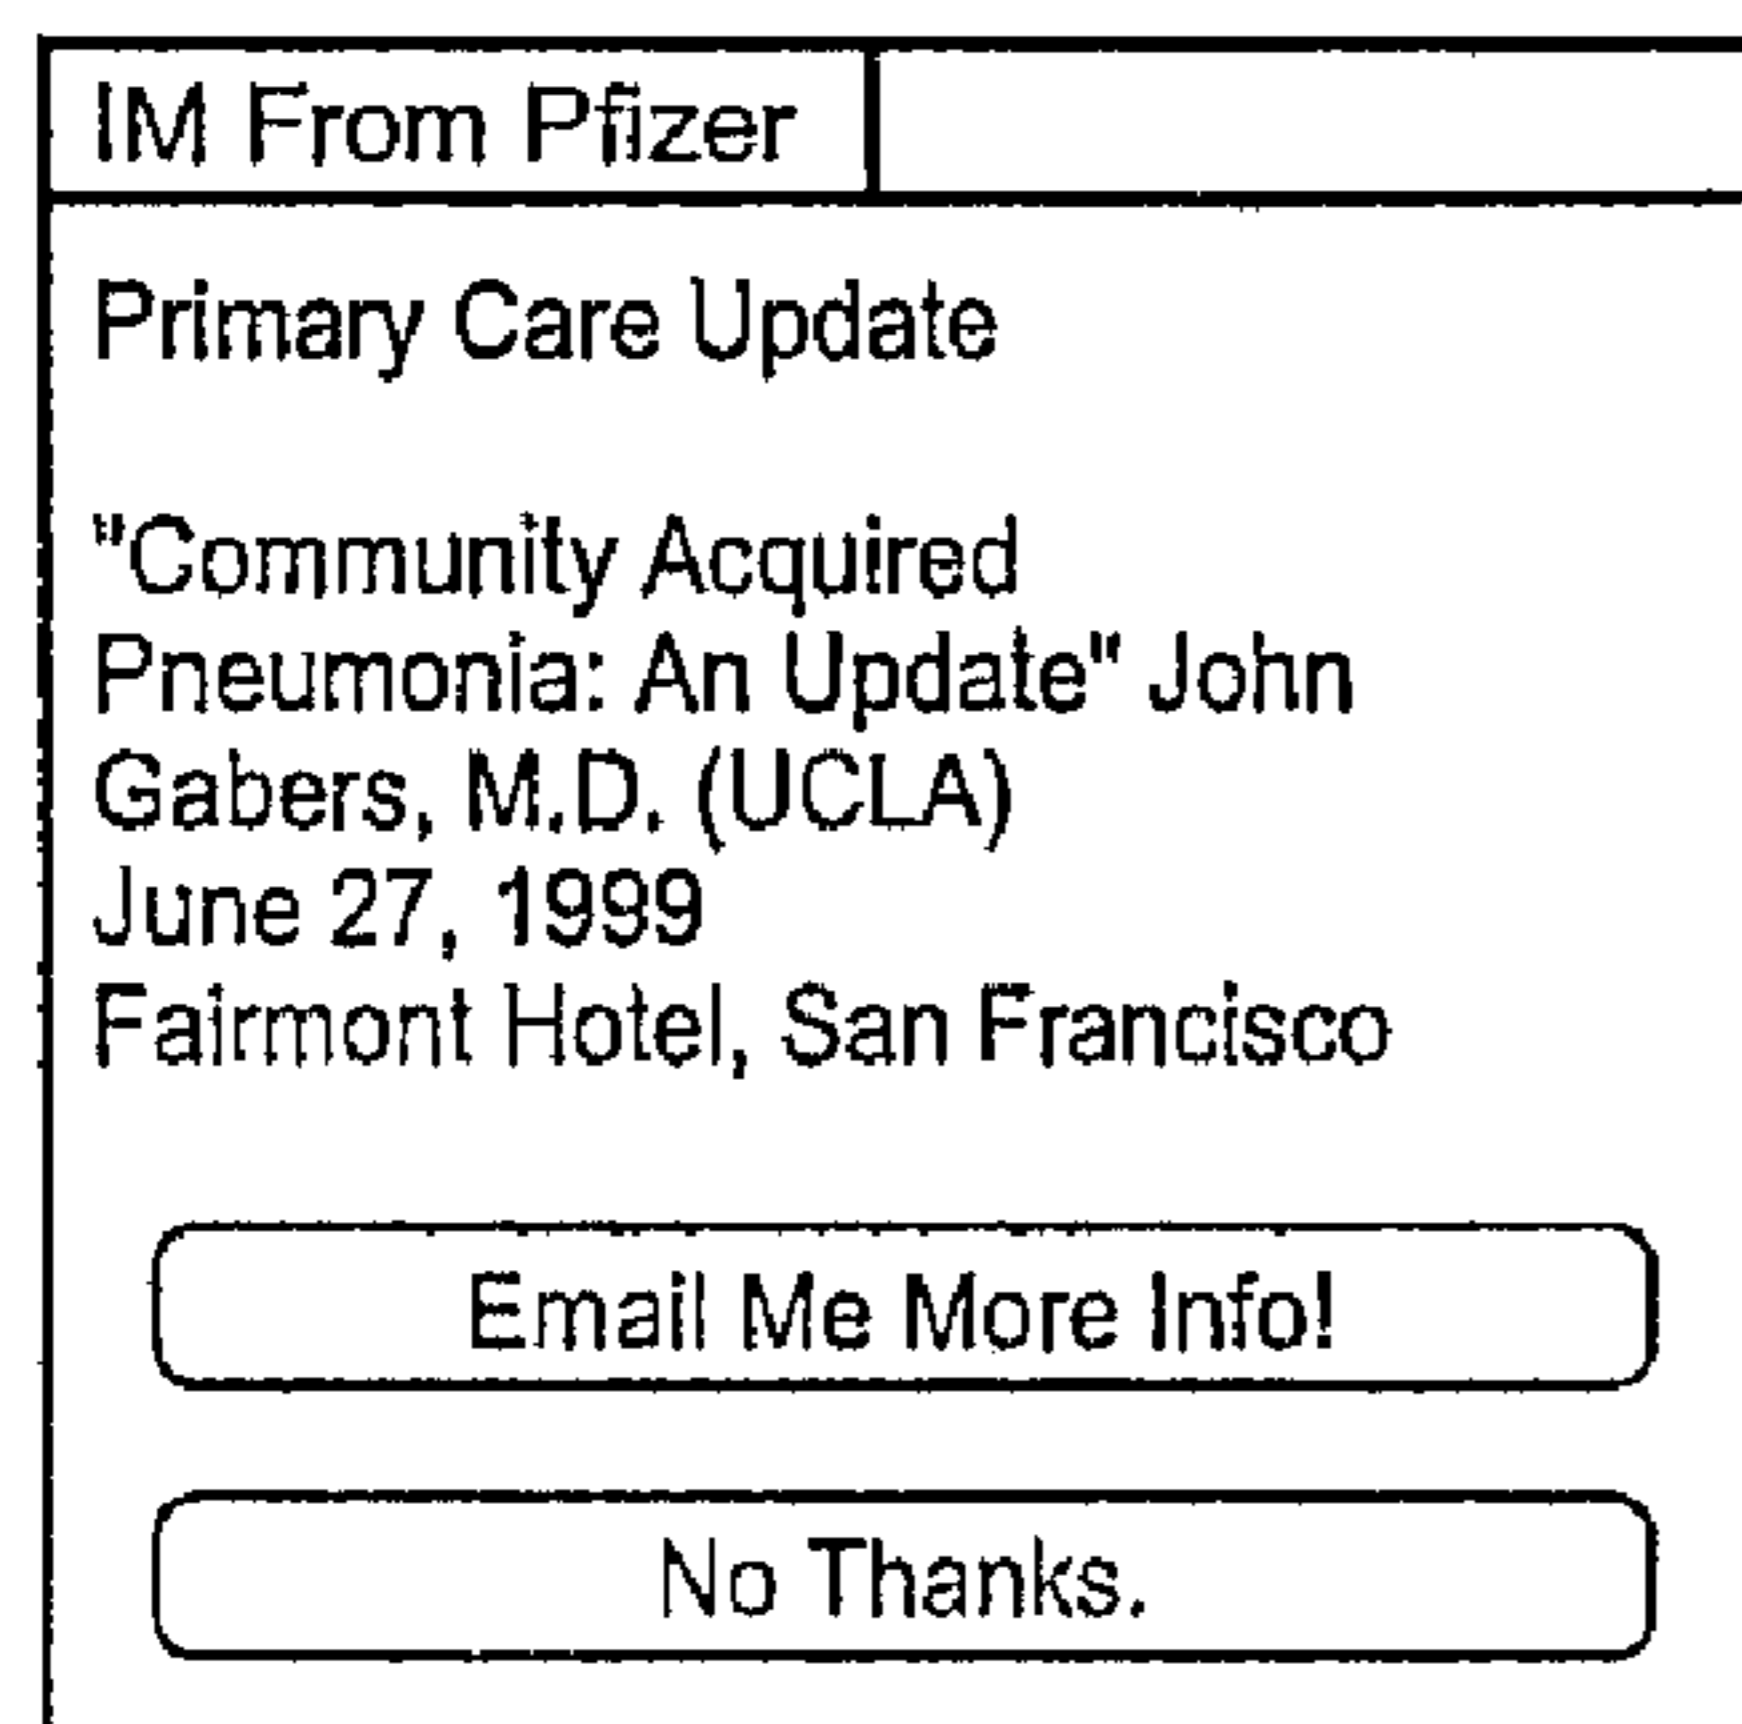 IM From Pfizer
Primary Care Update
"Community Acquired
Pneumonia: An Update" John
Gabers, M.D. (UCLA)
June 27, 1999
Fairmont Hotel, San Francisco
Email Me More Info!
No Thanks.